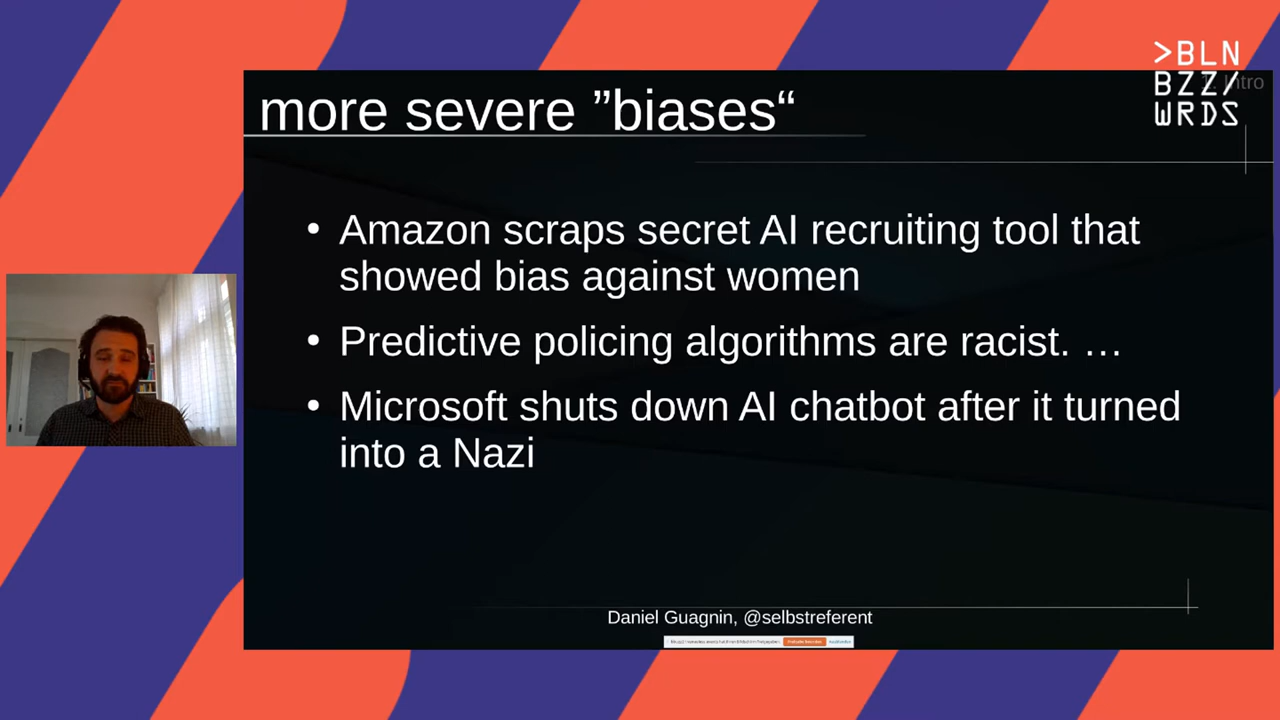 >BLN
BZZ/
WRDS
Intro
more severe ”biases“
• Amazon scraps secret AI recruiting tool that
showed bias against women
• Predictive policing algorithms are racist. …
• Microsoft shuts down AI chatbot after it turned
into a Nazi
Daniel Guagnin, @selbstreferent